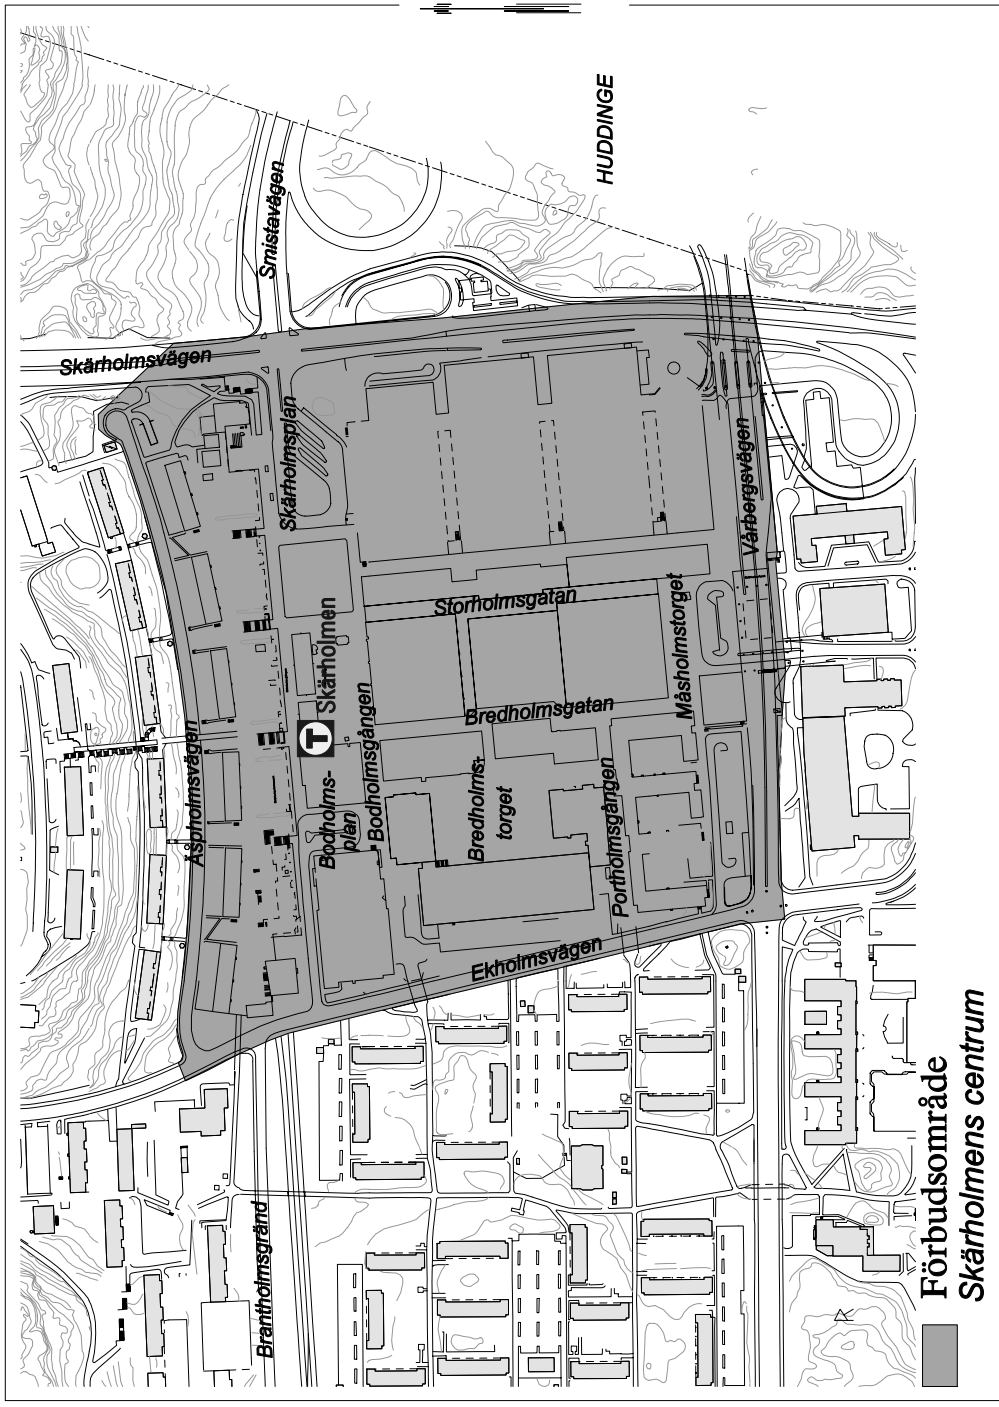 Förbudsområde
Skärholmens centrum
HUDDINGE
Smistavägen
Skärholmsvägen
Skärholmsplan
Vårbergsvägen
Storholmsgatan
Skärholmen
T
Måsholmstorget
Bredholmsgatan
Bodholmsgången
Äspholmsvägen
Bodholms-
plan
Bredholms-
torget
Portholmsgången
Ekholmsvägen
Brantholmsgränd